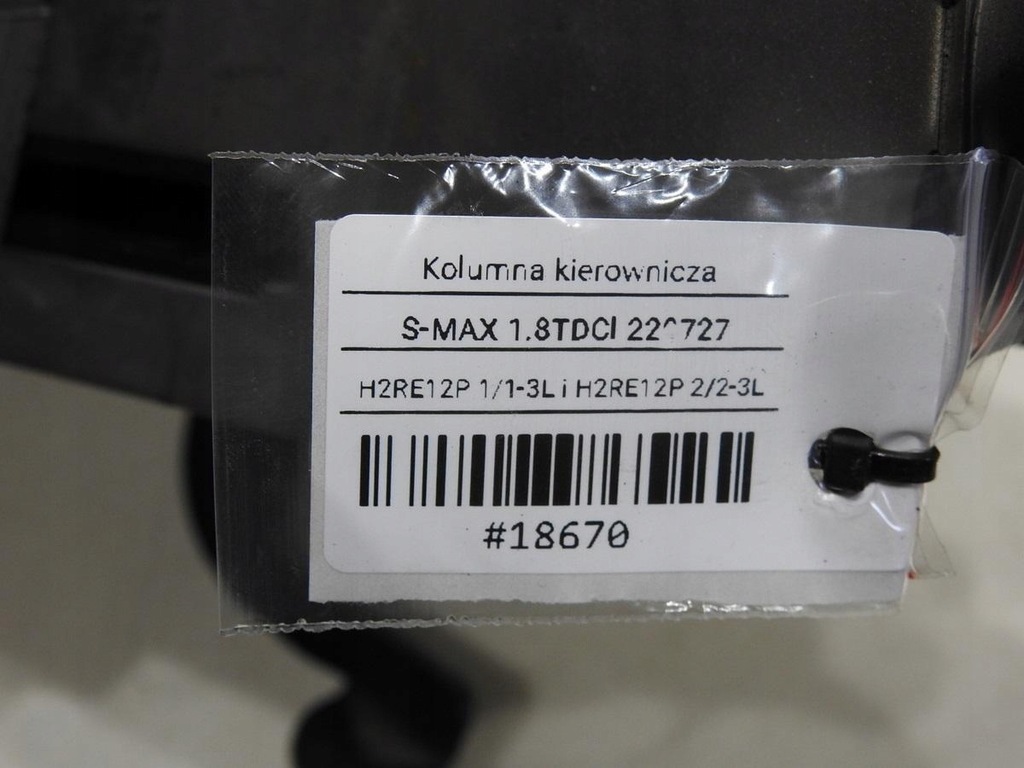 Kolumna kierownicza
S-MAX 1.8TDCI
H2RE12P 1/1-3L i H2RE12P 2/2-3L
#18670